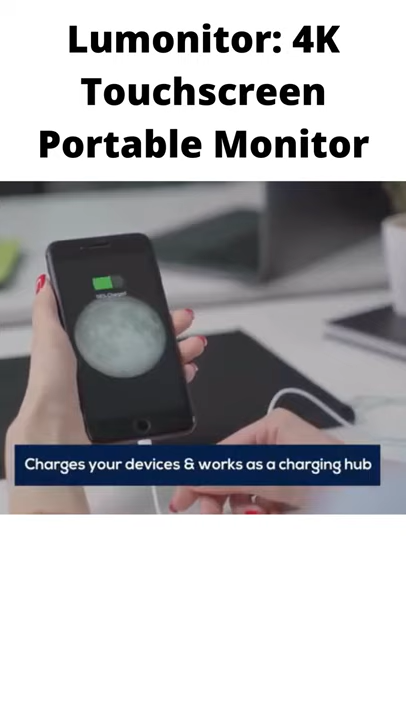 Lumonitor: 4K
Touchscreen
Portable Monitor
Charges your devices & works as a charging hub